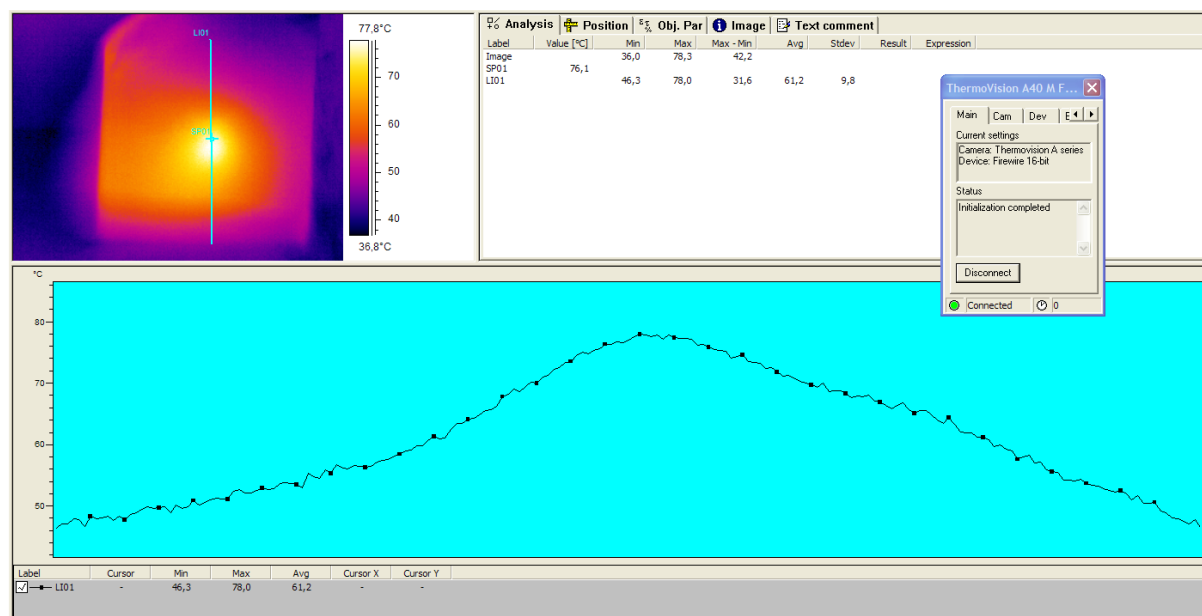 77,8°C
LI01
70
60
SP01
50
40
36,8°C
Analysis Position Obj. Par Image Text comment
Label Value [°C] Min Max Max - Min Avg Stdev Result Expression
Image 36,0 78,3 42,2
SP01 76,1
LI01 46,3 78,0 31,6 61,2 9,8
ThermoVision A40 M F...
Main Cam Dev
Current settings
Camera: Thermovision A series
Device: Firewire 16-bit
Status
Initialization completed
Disconnect
Connected 0
°C
80
70
60
50
Label Cursor Min Max Avg Cursor X Cursor Y
LI01 - 46,3 78,0 61,2 - -